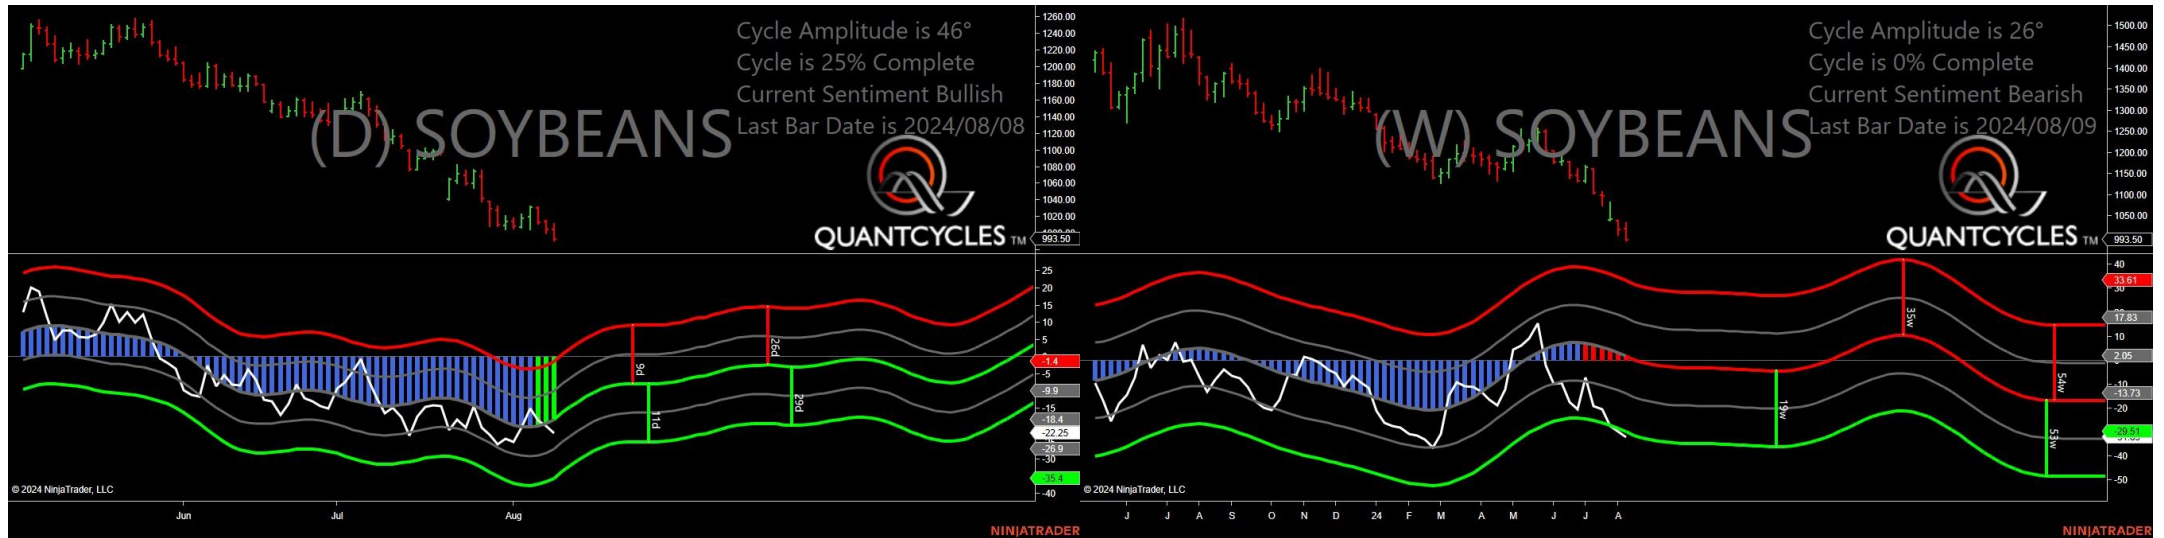 Cycle Amplitude is 46°
Cycle is 25% Complete
Current Sentiment Bullish
Last Bar Date is 2024/08/08
(D) SOYBEANS
QUANTCYCLES TM
1260.00
1240.00
1220.00
1200.00
1180.00
1160.00
1140.00
1120.00
1100.00
1080.00
1060.00
1040.00
1020.00
993.50
25
20
15
10
5
-1.4
-5
-9.9
-15
-18.4
-22.25
-26.9
-30
-35.4
-40
9d
11d
26d
29d
© 2024 NinjaTrader, LLC
Jun
Jul
Aug
NINJATRADER
Cycle Amplitude is 26°
Cycle is 0% Complete
Current Sentiment Bearish
Last Bar Date is 2024/08/09
(W) SOYBEANS
QUANTCYCLES TM
1500.00
1450.00
1400.00
1350.00
1300.00
1250.00
1200.00
1150.00
1100.00
1050.00
993.50
40
33.61
30
17.83
10
2.05
-10
-13.73
-20
-29.51
-40
-50
19w
35w
54w
53w
© 2024 NinjaTrader, LLC
J
J
A
S
O
N
D
24
F
M
A
M
J
J
A
NINJATRADER